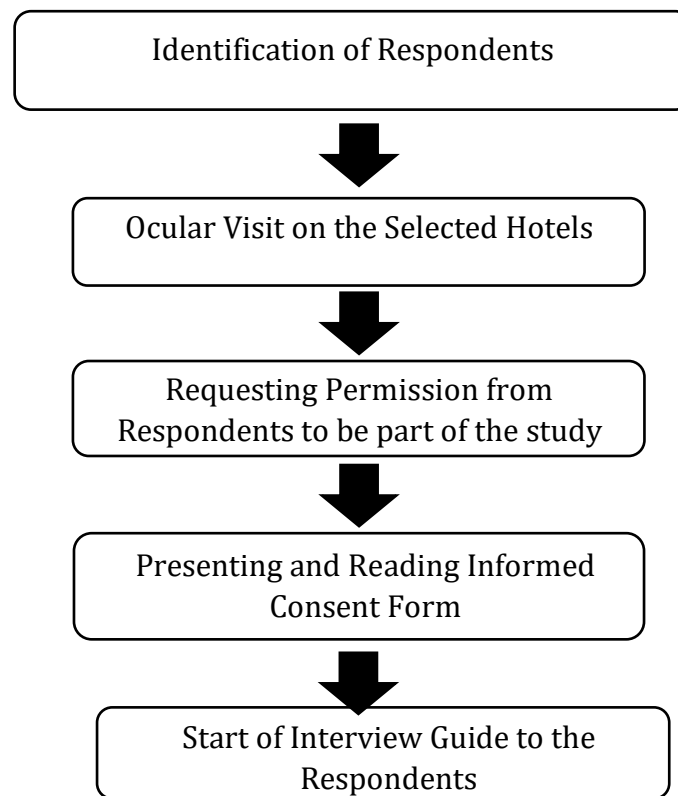 Identification of Respondents
Ocular Visit on the Selected Hotels
Requesting Permission from
Respondents to be part of the study
Presenting and Reading Informed
Consent Form
Start of Interview Guide to the
Respondents